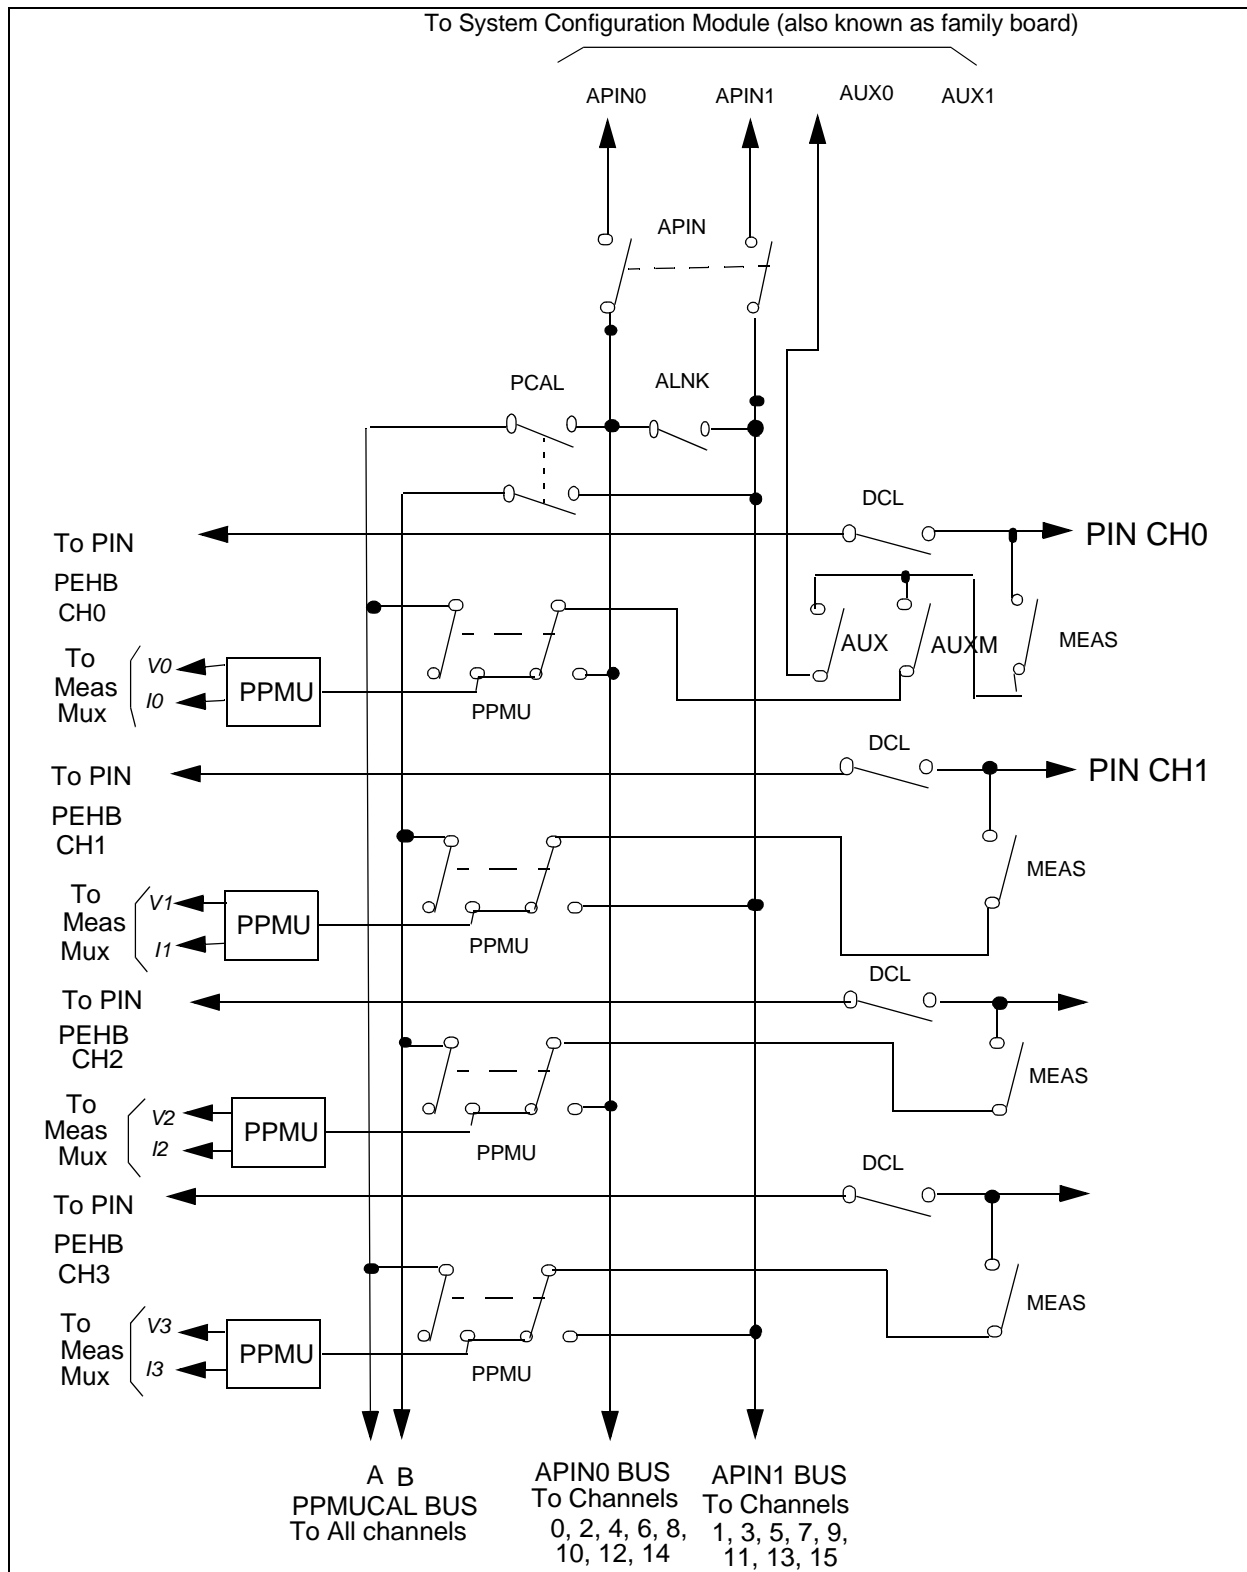 To System Configuration Module (also known as family board)
APIN0 APIN1 AUX0 AUX1
APIN
PCAL ALNK
DCL
To PIN
PEHB
CH0
PIN CH0
AUX AUXM MEAS
To
Meas
Mux
V0
I0
PPMU
PPMU
DCL
To PIN
PEHB
CH1
PIN CH1
MEAS
To
Meas
Mux
V1
I1
PPMU
PPMU
DCL
To PIN
PEHB
CH2
MEAS
To
Meas
Mux
V2
I2
PPMU
PPMU
DCL
To PIN
PEHB
CH3
MEAS
To
Meas
Mux
V3
I3
PPMU
PPMU
A B
PPMUCAL BUS
To All channels
APIN0 BUS
To Channels
0, 2, 4, 6, 8,
10, 12, 14
APIN1 BUS
To Channels
1, 3, 5, 7, 9,
11, 13, 15